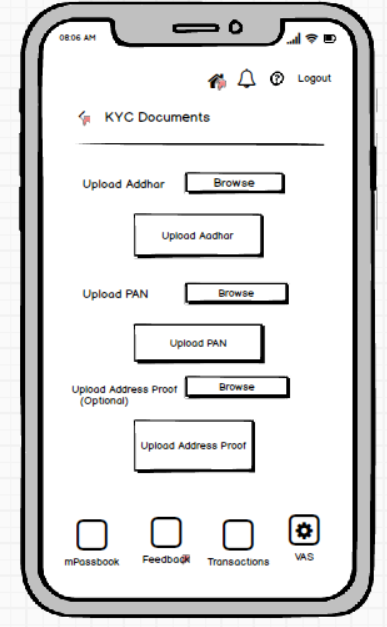 08:06 AM
Logout
KYC Documents
Upload Addhar
Browse
Upload Aadhar
Upload PAN
Browse
Upload PAN
Upload Address Proof
(Optional)
Browse
Upload Address Proof
mPassbook
Feedback
Transactions
VAS